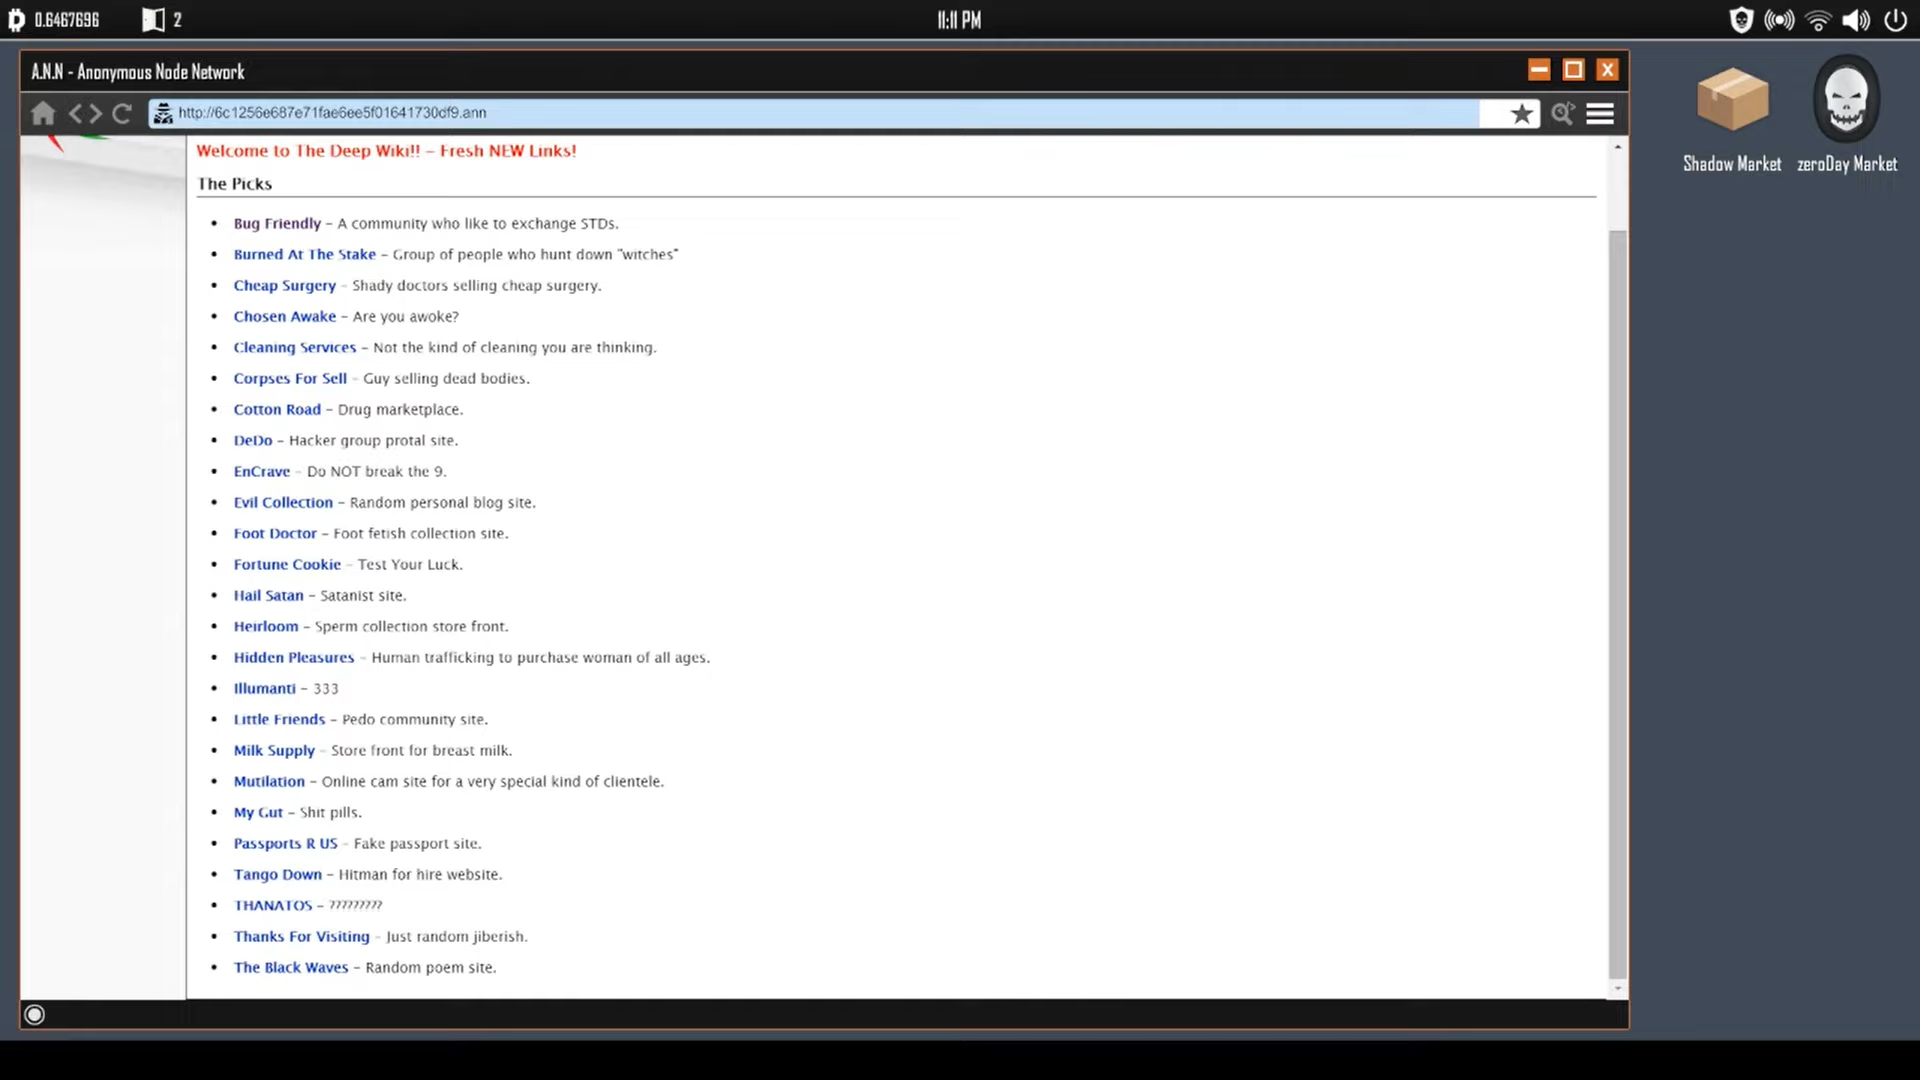 0.6467696
2
11:11 PM
A.N.N - Anonymous Node Network
http://6c1256e687e71fae6ee5f01641730df9.ann
Shadow Market
zeroDay Market
Welcome to The Deep Wiki!! – Fresh NEW Links!
The Picks
• Bug Friendly – A community who like to exchange STDs.
• Burned At The Stake – Group of people who hunt down "witches"
• Cheap Surgery – Shady doctors selling cheap surgery.
• Chosen Awake – Are you awoke?
• Cleaning Services – Not the kind of cleaning you are thinking.
• Corpses For Sell – Guy selling dead bodies.
• Cotton Road – Drug marketplace.
• DeDo – Hacker group protal site.
• EnCrave – Do NOT break the 9.
• Evil Collection – Random personal blog site.
• Foot Doctor – Foot fetish collection site.
• Fortune Cookie – Test Your Luck.
• Hail Satan – Satanist site.
• Heirloom – Sperm collection store front.
• Hidden Pleasures – Human trafficking to purchase woman of all ages.
• Illumanti – 333
• Little Friends – Pedo community site.
• Milk Supply – Store front for breast milk.
• Mutilation – Online cam site for a very special kind of clientele.
• My Gut – Shit pills.
• Passports R US – Fake passport site.
• Tango Down – Hitman for hire website.
• THANATOS – ?????????
• Thanks For Visiting – Just random jiberish.
• The Black Waves – Random poem site.